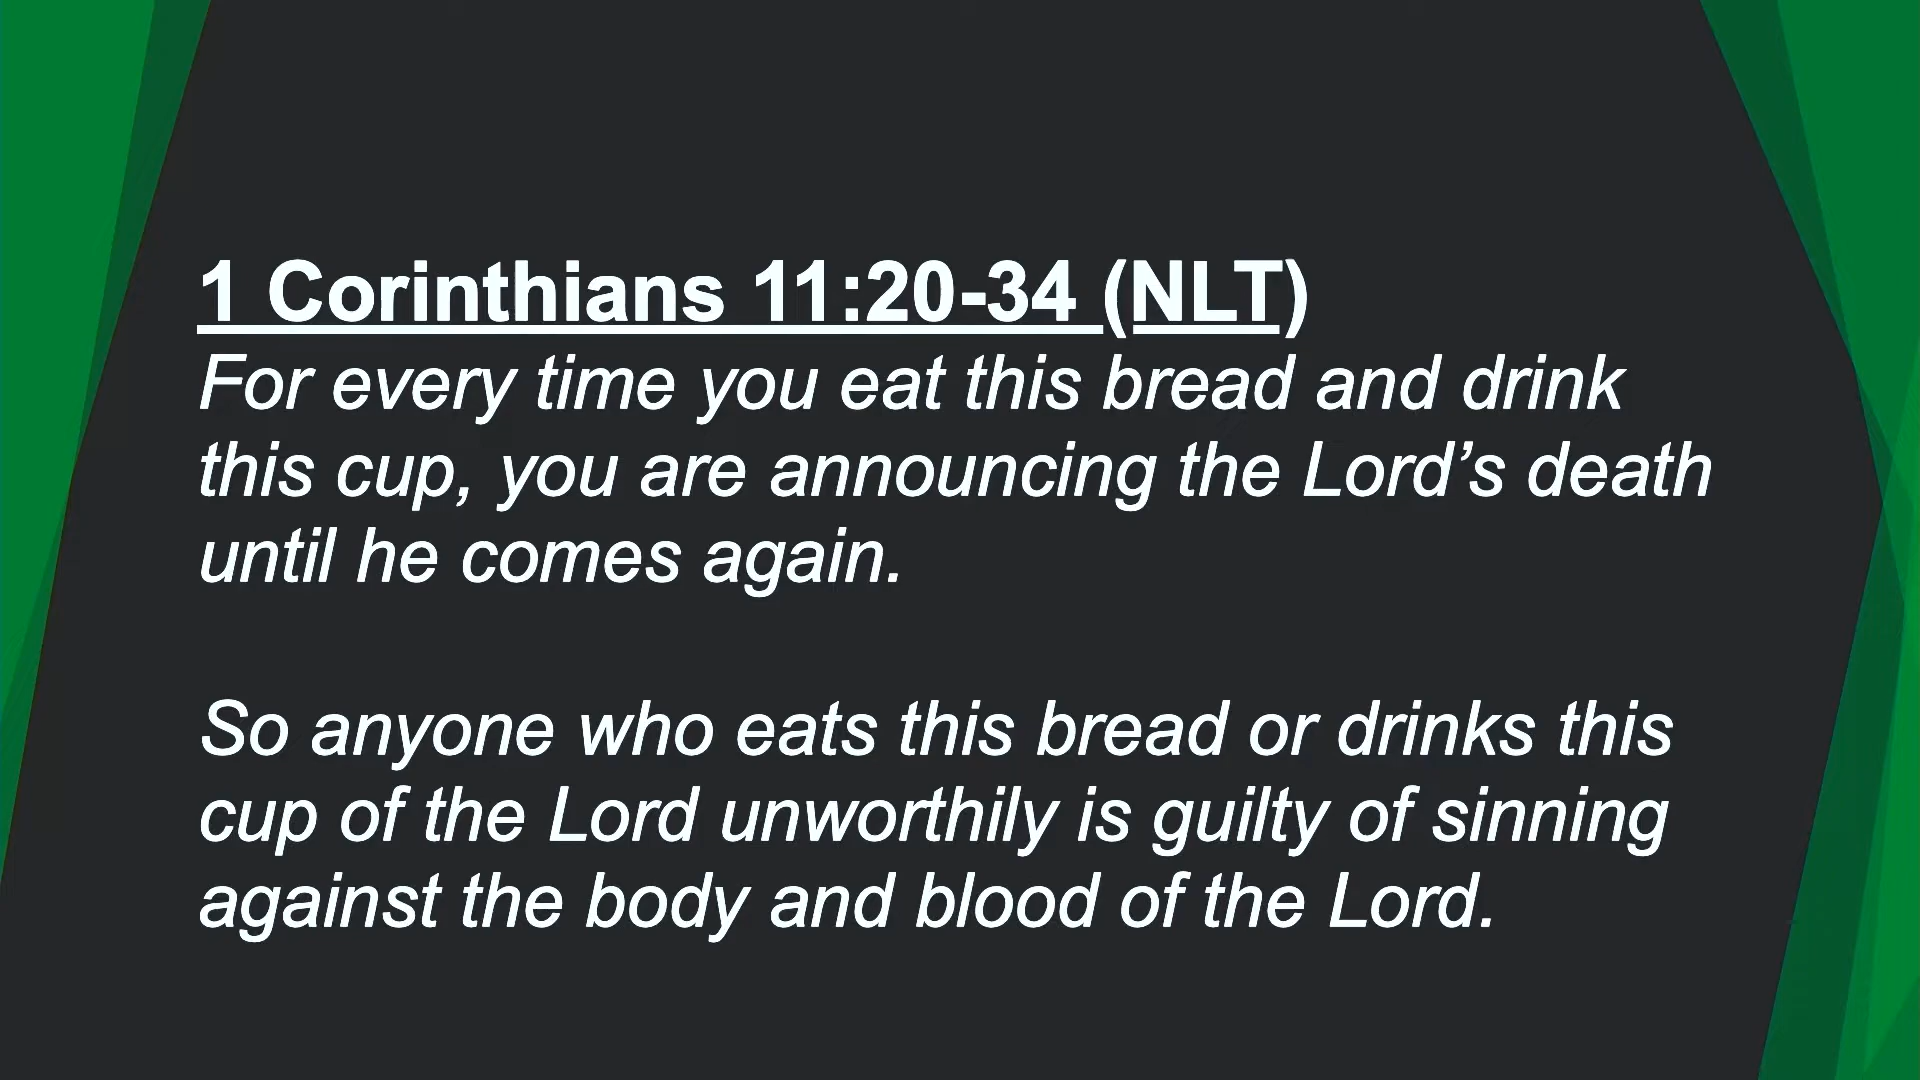 1 Corinthians 11:20-34 (NLT)
For every time you eat this bread and drink
this cup, you are announcing the Lord’s death
until he comes again.
So anyone who eats this bread or drinks this
cup of the Lord unworthily is guilty of sinning
against the body and blood of the Lord.